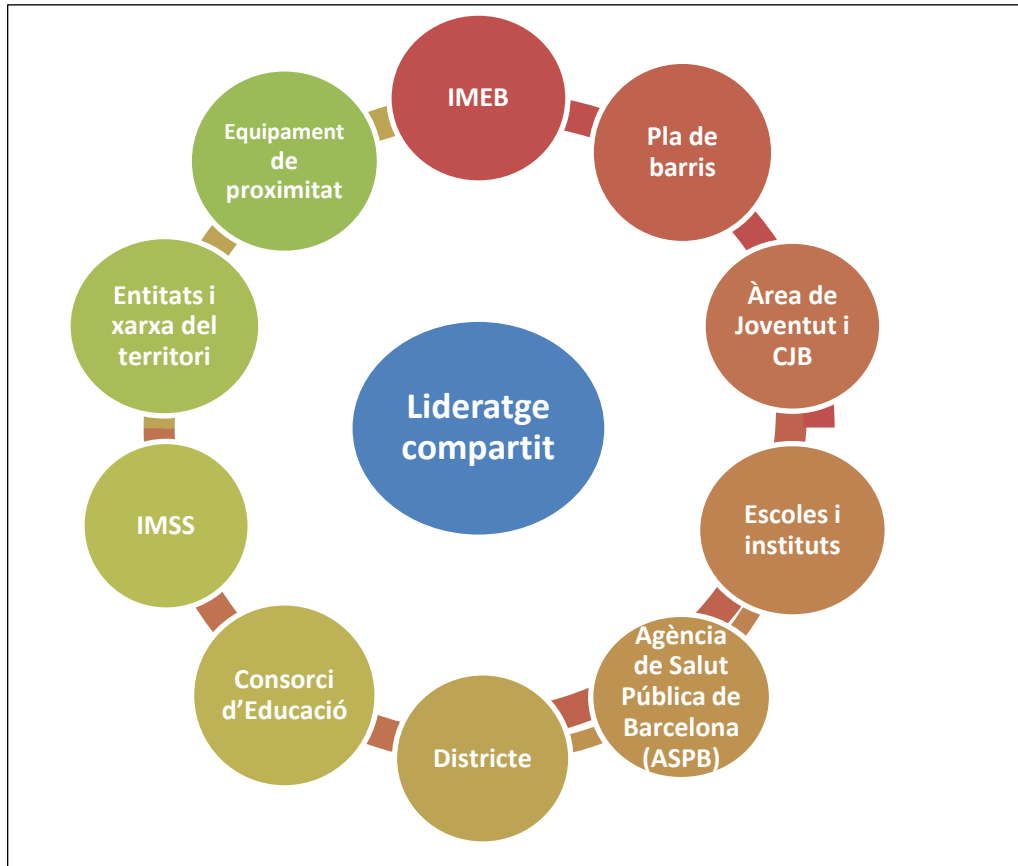 IMEB
Pla de
barris
Àrea de
Joventut i
CJB
Escoles i
instituts
Agència
de Salut
Pública de
Barcelona
(ASPB)
Districte
Consorci
d’Educació
IMSS
Entitats i
xarxa del
territori
Equipament
de
proximitat
Lideratge
compartit